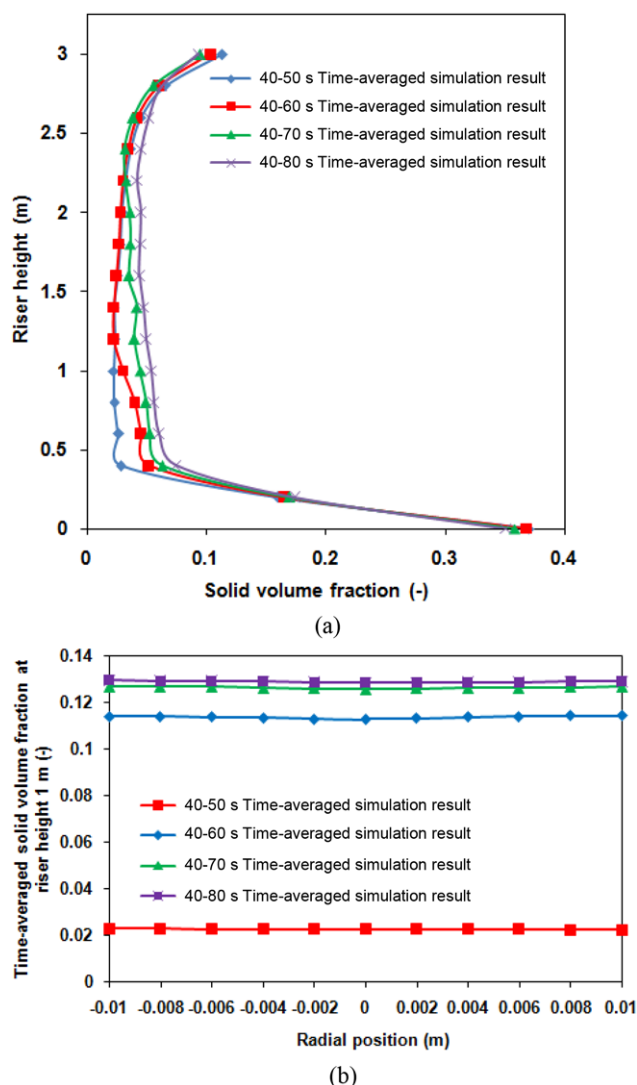 3
2.5
2
1.5
1
0.5
0
0
0.1
0.2
0.3
0.4
Riser height (m)
Solid volume fraction (-)
40-50 s Time-averaged simulation result
40-60 s Time-averaged simulation result
40-70 s Time-averaged simulation result
40-80 s Time-averaged simulation result
(a)
0.14
0.12
0.1
0.08
0.06
0.04
0.02
0
Time-averaged solid volume fraction at
riser height 1 m (-)
40-50 s Time-averaged simulation result
40-60 s Time-averaged simulation result
40-70 s Time-averaged simulation result
40-80 s Time-averaged simulation result
-0.01 -0.008 -0.006 -0.004 -0.002 0 0.002 0.004 0.006 0.008 0.01
Radial position (m)
(b)